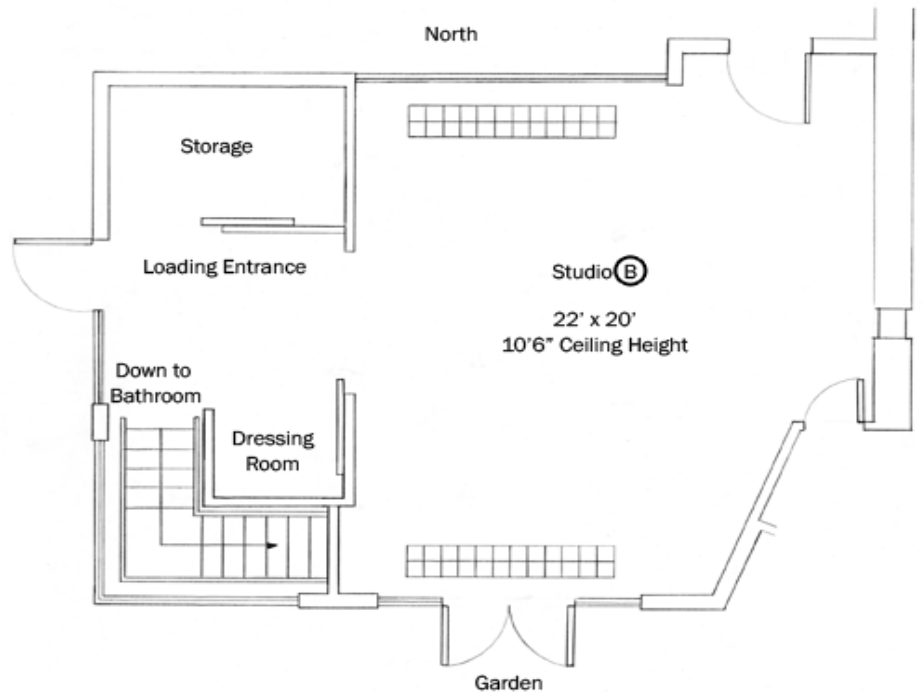 North
Storage
Loading Entrance
Studio B
22' x 20'
10'6" Ceiling Height
Down to
Bathroom
Dressing
Room
Garden